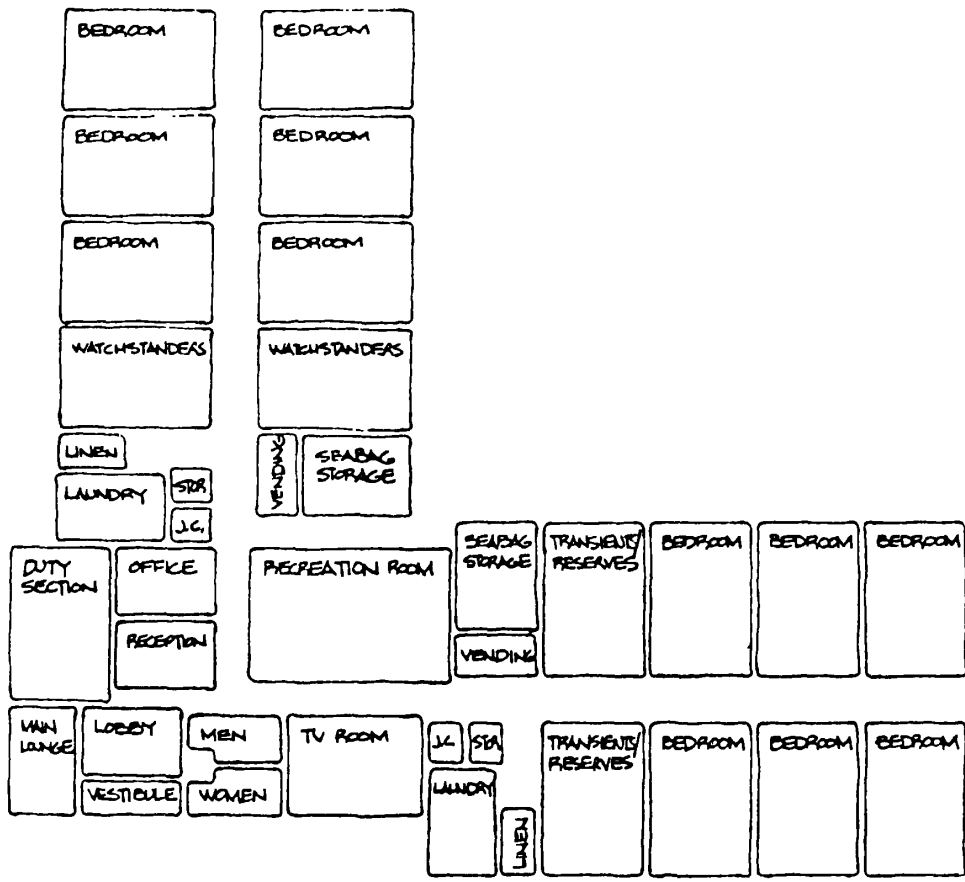 BEDROOM
BEDROOM
BEDROOM
BEDROOM
BEDROOM
BEDROOM
WATCHSTANDERS
WATCHSTANDERS
LINEN
VENDING
SEABAG
STORAGE
LAUNDRY
STOR
J.C.
DUTY
SECTION
OFFICE
RECEPTION
RECREATION ROOM
SEABAG
STORAGE
VENDING
TRANSIENTS/
RESERVES
BEDROOM
BEDROOM
BEDROOM
MAIN
LOUNGE
LOBBY
VESTIBULE
MEN
WOMEN
TV ROOM
J.C.
STOR
LAUNDRY
LINEN
TRANSIENTS/
RESERVES
BEDROOM
BEDROOM
BEDROOM